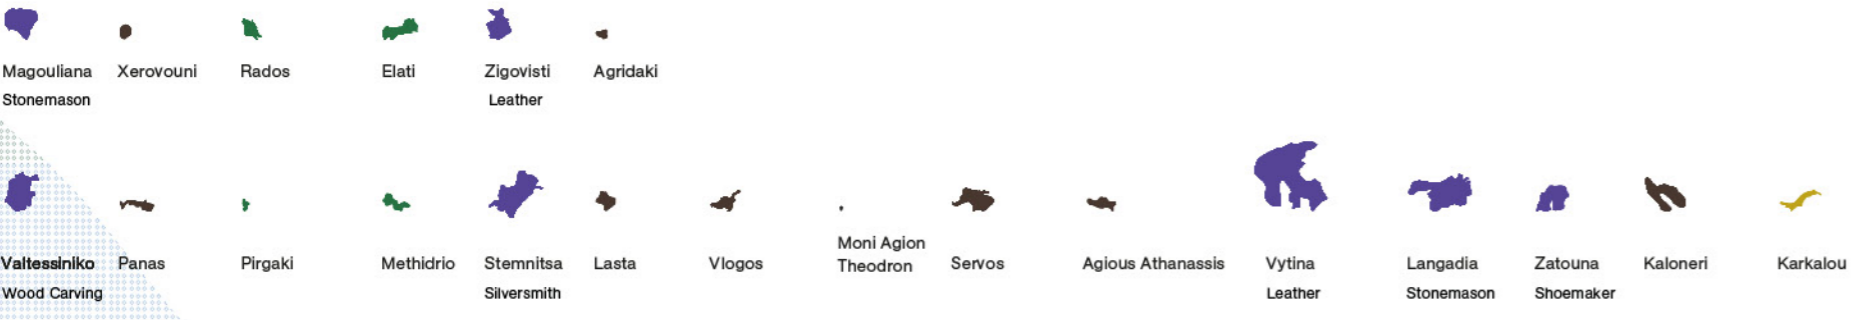 Magouliana Xerovouni Rados Elati Zigovisti Agridaki
Stonemason Leather
Moni Agion
Valtessiniko Panas Pirgaki Methidrio Stemnitsa Lasta Vlogos Theodron Servos Agious Athanassis Vytina Langadia Zatouna Kaloneri Karkalou
Wood Carving Silversmith Leather Stonemason Shoemaker